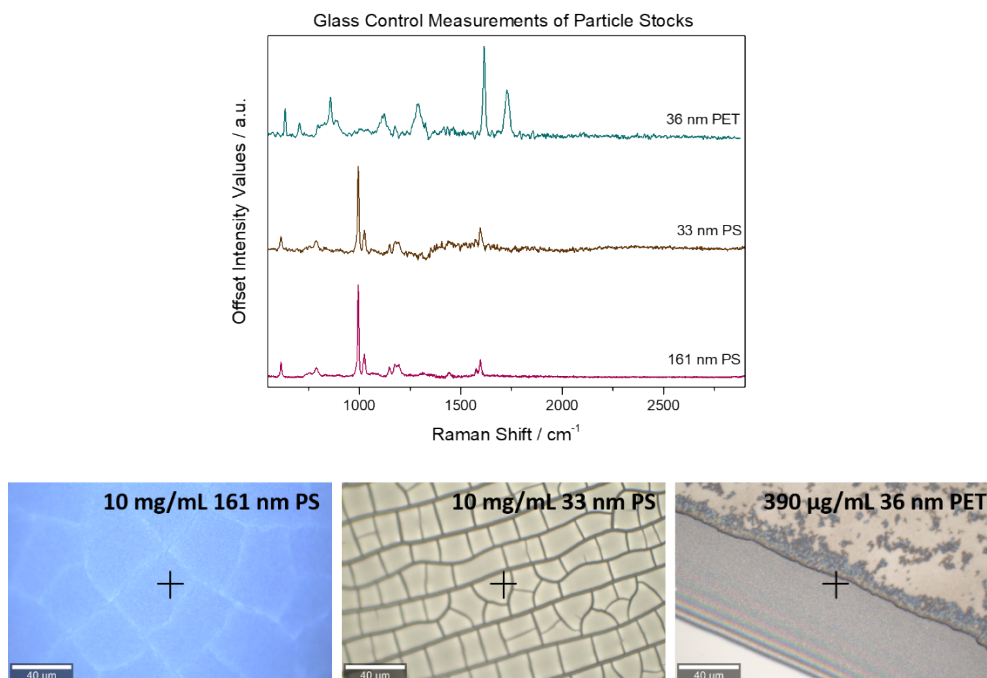 Glass Control Measurements of Particle Stocks
Offset Intensity Values / a.u.
36 nm PET
33 nm PS
161 nm PS
1000 1500 2000 2500
Raman Shift / cm⁻¹
10 mg/mL 161 nm PS 10 mg/mL 33 nm PS 390 µg/mL 36 nm PET
40 µm 40 µm 40 µm